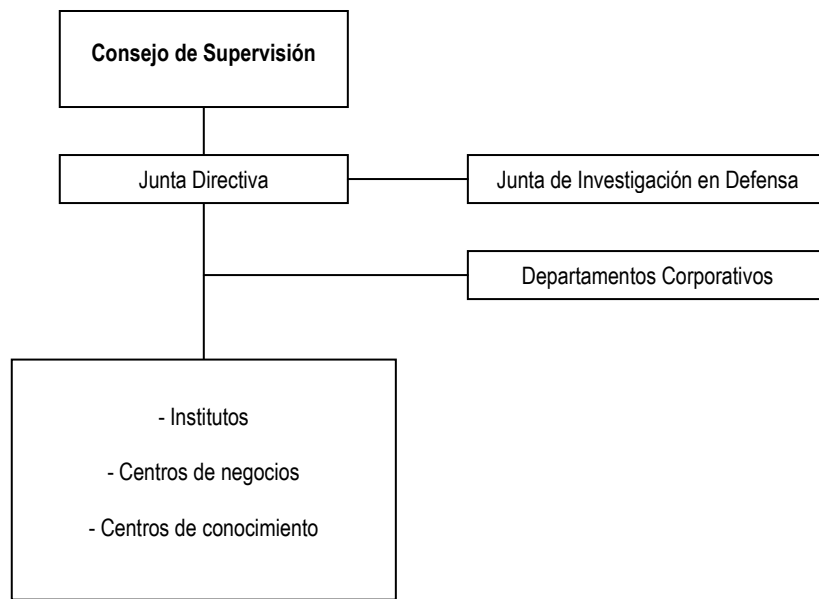 Consejo de Supervisión
Junta Directiva
Junta de Investigación en Defensa
Departamentos Corporativos
- Institutos
- Centros de negocios
- Centros de conocimiento